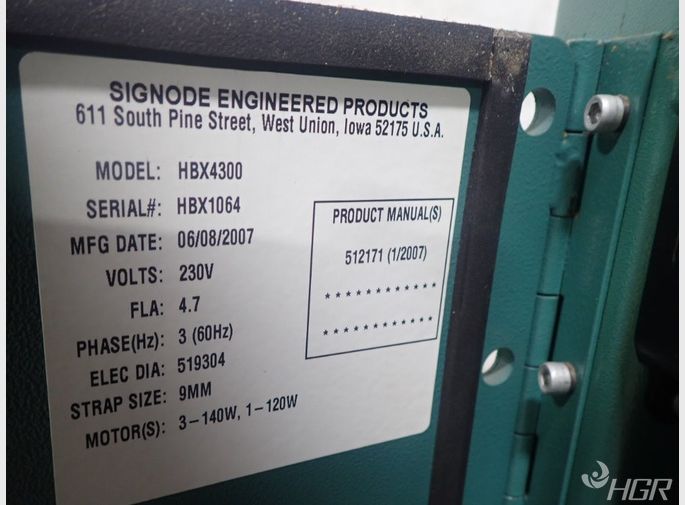 SIGNODE ENGINEERED PRODUCTS
611 South Pine Street, West Union, Iowa 52175 U.S.A.
MODEL: HBX4300
SERIAL#: HBX1064
MFG DATE: 06/08/2007
VOLTS: 230V
FLA: 4.7
PHASE(Hz): 3 (60Hz)
ELEC DIA: 519304
STRAP SIZE: 9MM
MOTOR(S): 3-140W, 1-120W
PRODUCT MANUAL(S)
512171 (1/2007)
* * * * * * * * * * * *
* * * * * * * * * * * *
HGR